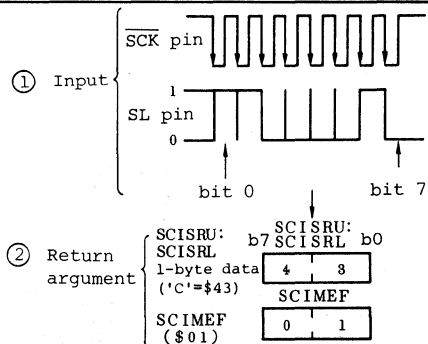 SCK pin
① Input
1
SL pin
0
bit 0
bit 7
② Return
argument
SCISRU:
SCISRL
1-byte data
('C'=$43)
b7
SCISRU:
SCISRL
b0
4 3
SCIMEF
SCIMEF
($01)
0 1